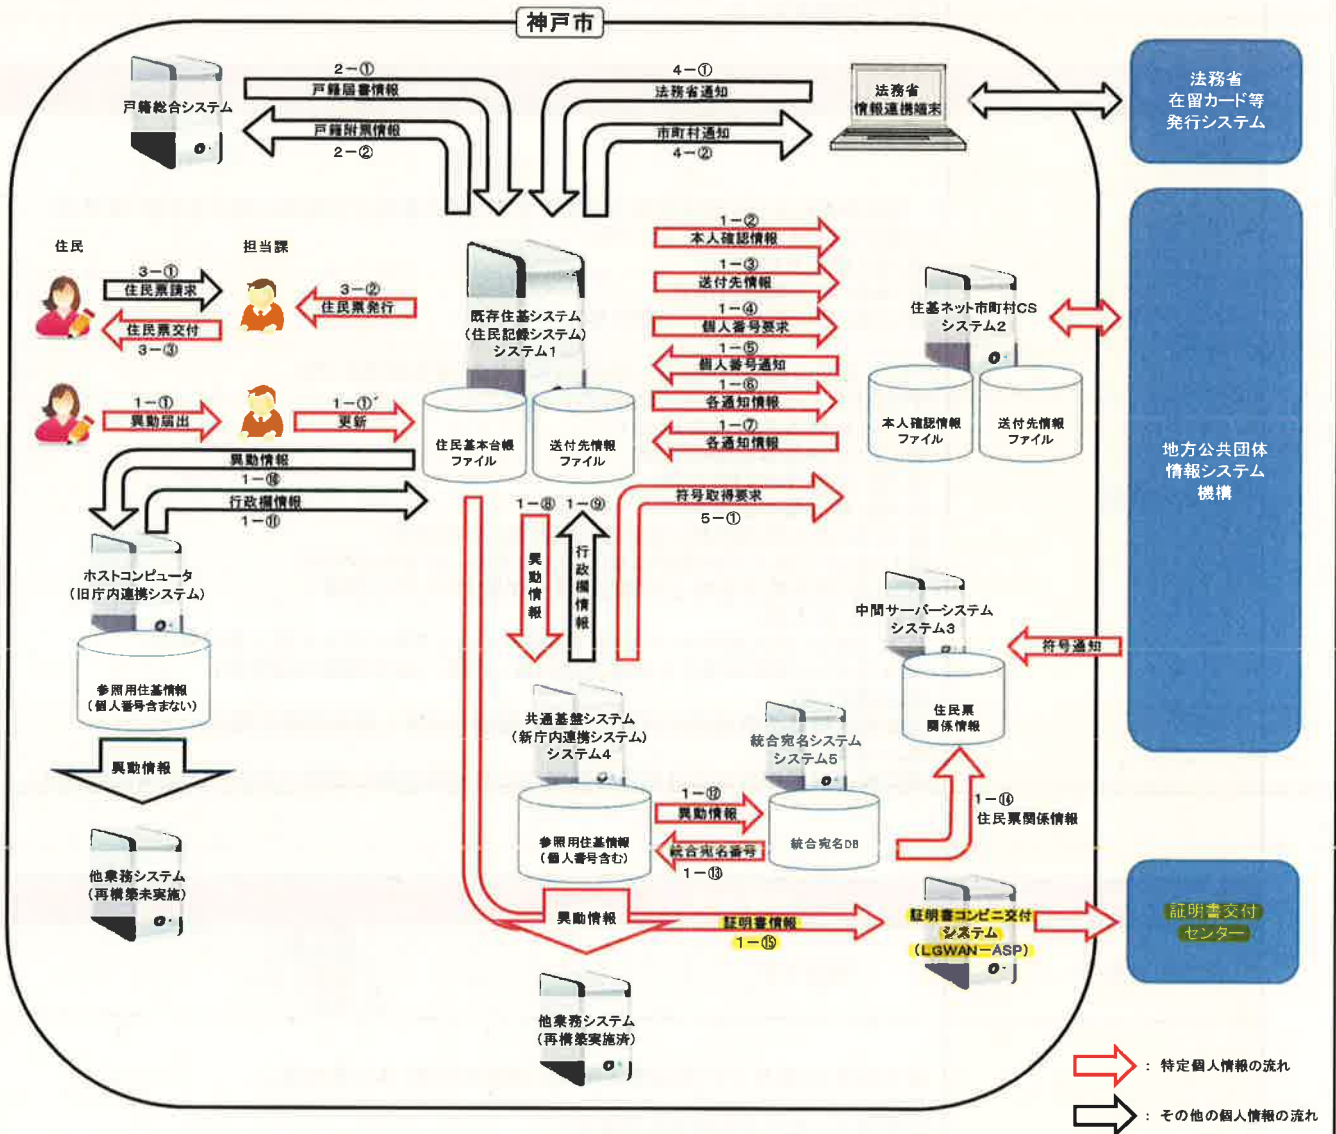 神戸市
戸籍総合システム
2-①
戸籍届書情報
戸籍附票情報
2-②
4-①
法務省通知
市町村通知
4-②
法務省
情報連携端末
法務省
在留カード等
発行システム
住民
担当課
3-①
住民票請求
住民票交付
3-③
3-②
住民票発行
1-①
異動届出
1-①´
更新
既存住基システム
(住民記録システム)
システム1
住民基本台帳
ファイル
送付先情報
ファイル
1-②
本人確認情報
1-③
送付先情報
1-④
個人番号要求
1-⑤
個人番号通知
1-⑥
各通知情報
1-⑦
各通知情報
住基ネット市町村CS
システム2
本人確認情報
ファイル
送付先情報
ファイル
地方公共団体
情報システム
機構
異動情報
1-⑩
行政欄情報
1-⑪
1-⑧
異動情報
1-⑨
行政欄情報
符号取得要求
5-①
ホストコンピュータ
(旧庁内連携システム)
参照用住基情報
(個人番号含まない)
異動情報
他業務システム
(再構築未実施)
中間サーバーシステム
システム3
符号通知
住民票
関係情報
共通基盤システム
(新庁内連携システム)
システム4
参照用住基情報
(個人番号含む)
統合宛名システム
システム5
統合宛名DB
1-⑫
異動情報
統合宛名番号
1-⑬
1-⑭
住民票関係情報
異動情報
証明書情報
1-⑮
証明書コンビニ交付
システム
(LGWAN-ASP)
証明書交付
センター
他業務システム
(再構築実施済)
: 特定個人情報の流れ
: その他の個人情報の流れ